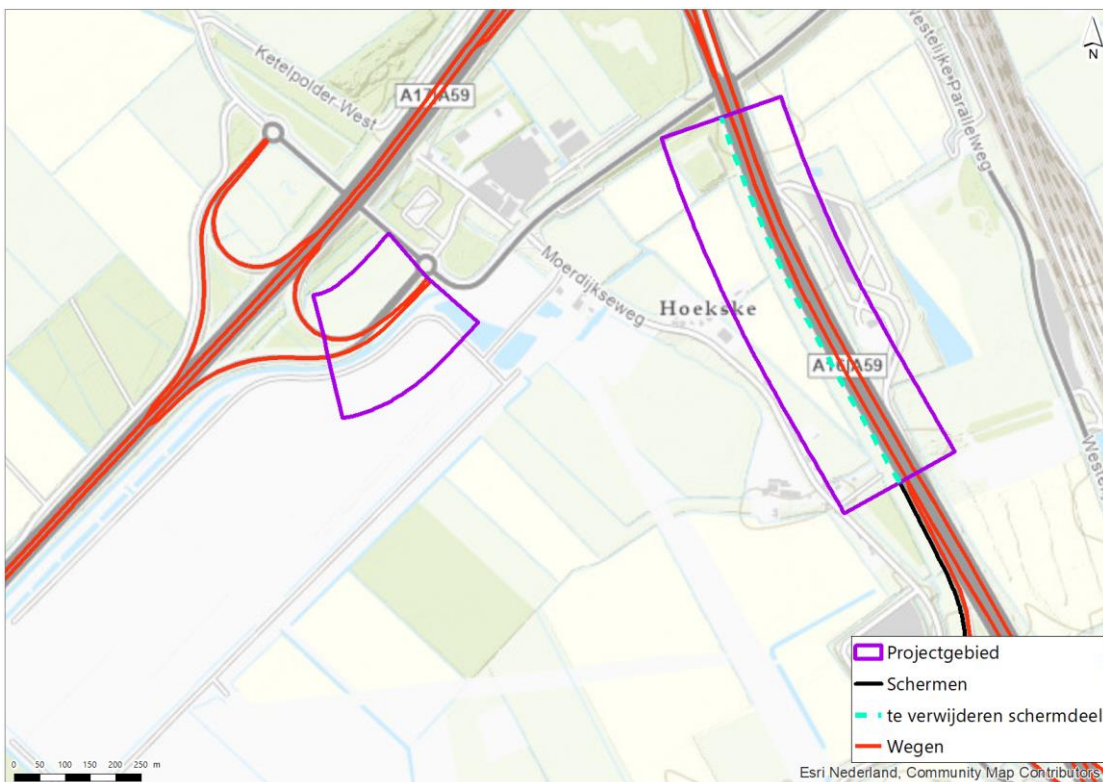 Ketelpolder-West
A17|A59
Westelijke-Parallelweg
N
Moerdijkseweg
Hoekske
A16|A59
Projectgebied
Schermen
te verwijderen schermdeel
Wegen
0 50 100 150 200 250 m
Esri Nederland, Community Map Contributors